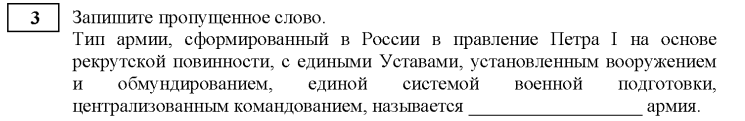 3 Запишите пропущенное слово.
Тип армии, сформированный в России в правление Петра I на основе
рекрутской повинности, с едиными Уставами, установленным вооружением
и обмундированием, единой системой военной подготовки,
централизованным командованием, называется ____________________ армия.